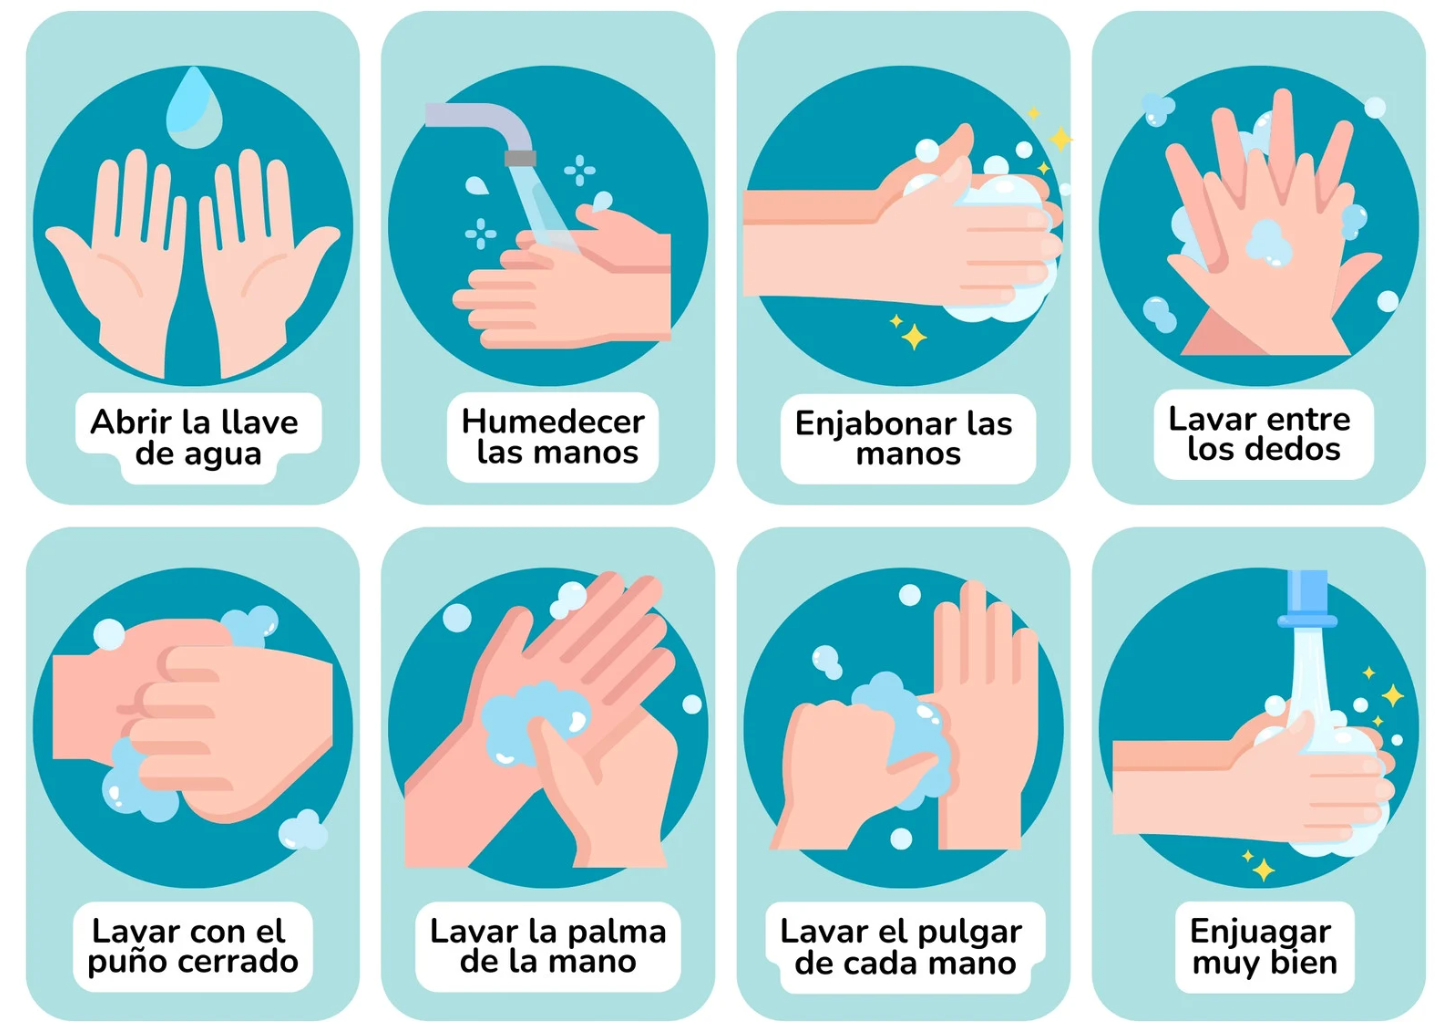 Abrir la llave
de agua
Humedecer
las manos
Enjabonar las
manos
Lavar entre
los dedos
Lavar con el
puño cerrado
Lavar la palma
de la mano
Lavar el pulgar
de cada mano
Enjuagar
muy bien